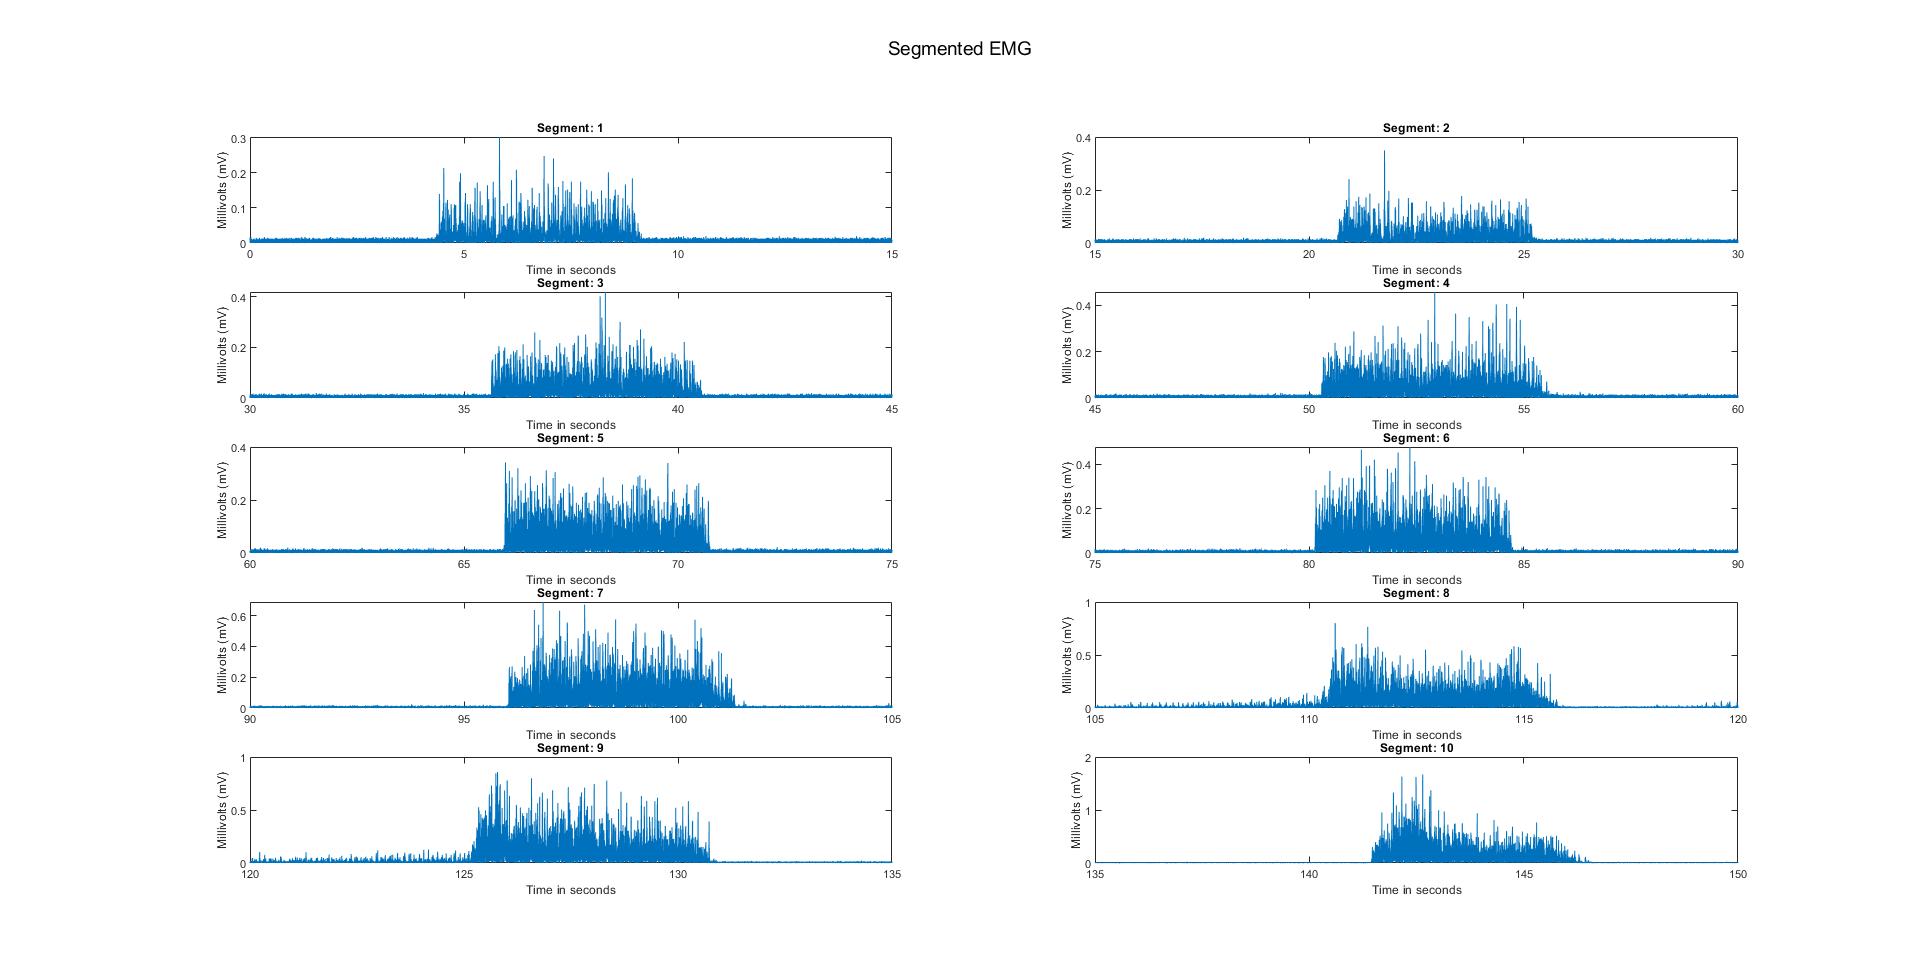 Segmented EMG
Segment: 1
Millivolts (mV)
0.3
0.2
0.1
0
0 5 10 15
Time in seconds
Segment: 2
Millivolts (mV)
0.4
0.2
0
15 20 25 30
Time in seconds
Segment: 3
Millivolts (mV)
0.4
0.2
0
30 35 40 45
Time in seconds
Segment: 4
Millivolts (mV)
0.4
0.2
0
45 50 55 60
Time in seconds
Segment: 5
Millivolts (mV)
0.4
0.2
0
60 65 70 75
Time in seconds
Segment: 6
Millivolts (mV)
0.4
0.2
0
75 80 85 90
Time in seconds
Segment: 7
Millivolts (mV)
0.6
0.4
0.2
0
90 95 100 105
Time in seconds
Segment: 8
Millivolts (mV)
1
0.5
0
105 110 115 120
Time in seconds
Segment: 9
Millivolts (mV)
1
0.5
0
120 125 130 135
Time in seconds
Segment: 10
Millivolts (mV)
2
1
0
135 140 145 150
Time in seconds